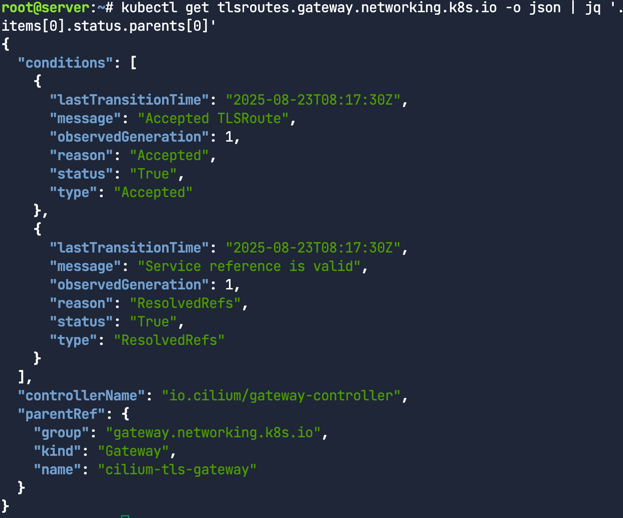 root@server:~# kubectl get tlsroutes.gateway.networking.k8s.io -o json | jq '.
items[0].status.parents[0]'
{
  "conditions": [
    {
      "lastTransitionTime": "2025-08-23T08:17:30Z",
      "message": "Accepted TLSRoute",
      "observedGeneration": 1,
      "reason": "Accepted",
      "status": "True",
      "type": "Accepted"
    },
    {
      "lastTransitionTime": "2025-08-23T08:17:30Z",
      "message": "Service reference is valid",
      "observedGeneration": 1,
      "reason": "ResolvedRefs",
      "status": "True",
      "type": "ResolvedRefs"
    }
  ],
  "controllerName": "io.cilium/gateway-controller",
  "parentRef": {
    "group": "gateway.networking.k8s.io",
    "kind": "Gateway",
    "name": "cilium-tls-gateway"
  }
}